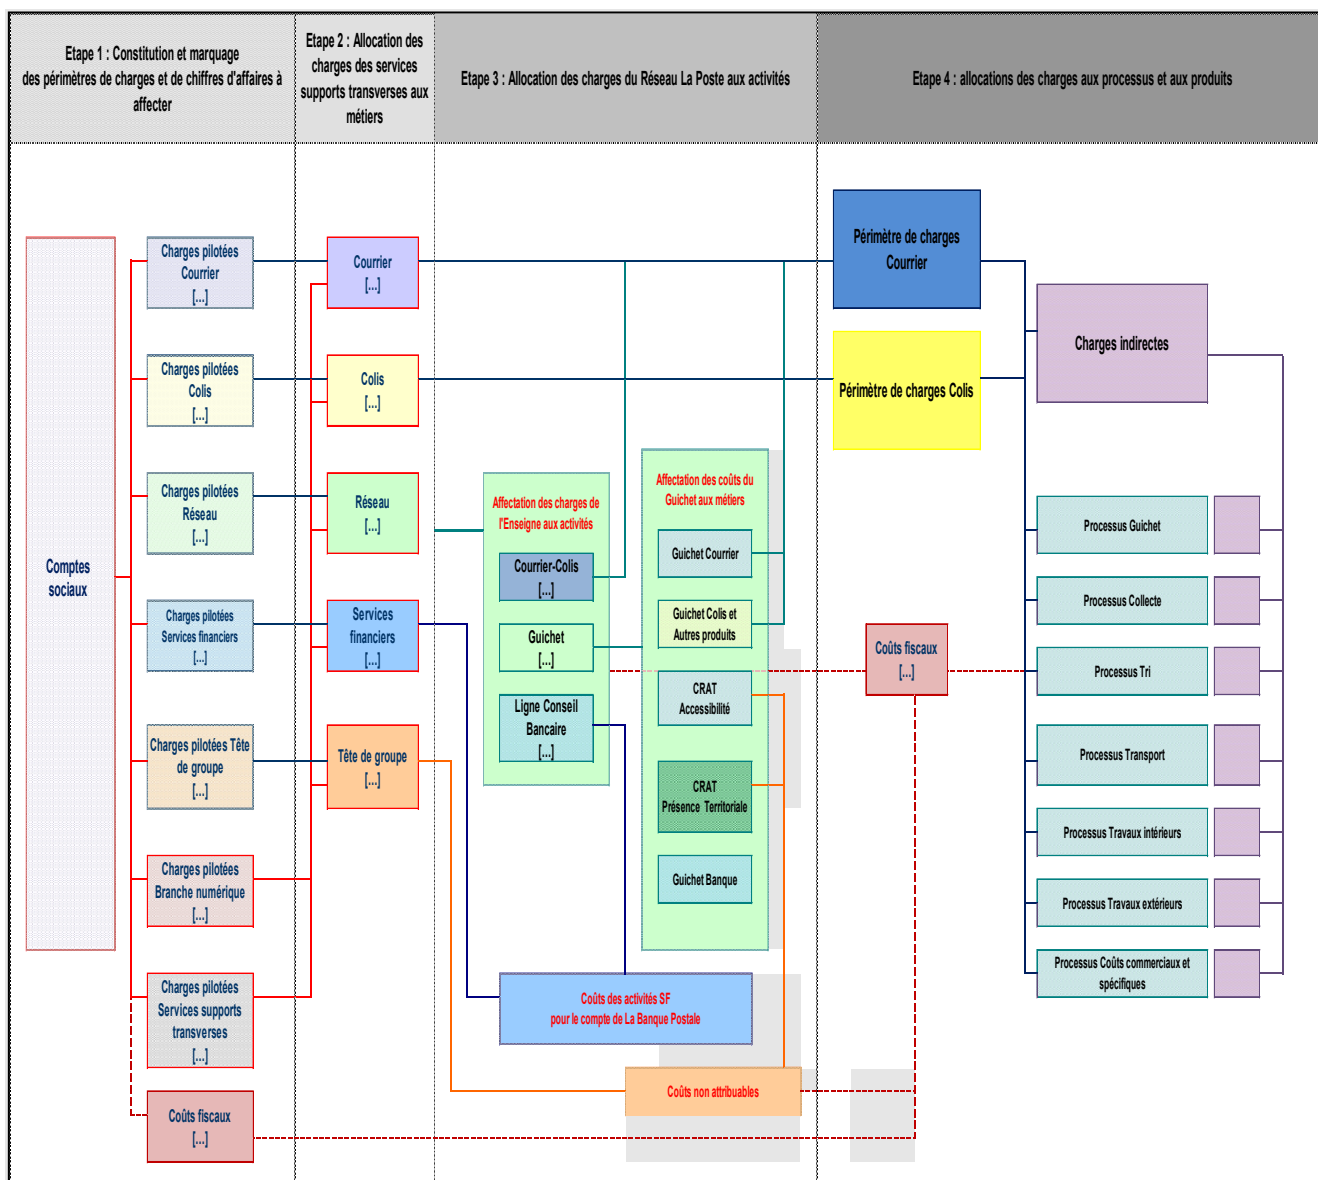 Etape 1 : Constitution et marquage
des périmètres de charges et de chiffres d'affaires à
affecter
Etape 2 : Allocation des
charges des services
supports transverses aux
métiers
Etape 3 : Allocation des charges du Réseau La Poste aux activités
Etape 4 : allocations des charges aux processus et aux produits
Comptes
sociaux
Charges pilotées
Courrier
[...]
Charges pilotées
Colis
[...]
Charges pilotées
Réseau
[...]
Charges pilotées
Services financiers
[...]
Charges pilotées Tête
de groupe
[...]
Charges pilotées
Branche numérique
[...]
Charges pilotées
Services supports
transverses
[...]
Coûts fiscaux
[...]
Courrier
[...]
Colis
[...]
Réseau
[...]
Services
financiers
[...]
Tête de groupe
[...]
Affectation des charges de
l'Enseigne aux activités
Courrier-Colis
[...]
Guichet
[...]
Ligne Conseil
Bancaire
[...]
Affectation des coûts du
Guichet aux métiers
Guichet Courrier
Guichet Colis et
Autres produits
CRAT
Accessibilité
CRAT
Présence Territoriale
Guichet Banque
Coûts des activités SF
pour le compte de La Banque Postale
Coûts non attribuables
Périmètre de charges
Courrier
Périmètre de charges Colis
Coûts fiscaux
[...]
Charges indirectes
Processus Guichet
Processus Collecte
Processus Tri
Processus Transport
Processus Travaux intérieurs
Processus Travaux extérieurs
Processus Coûts commerciaux et
spécifiques